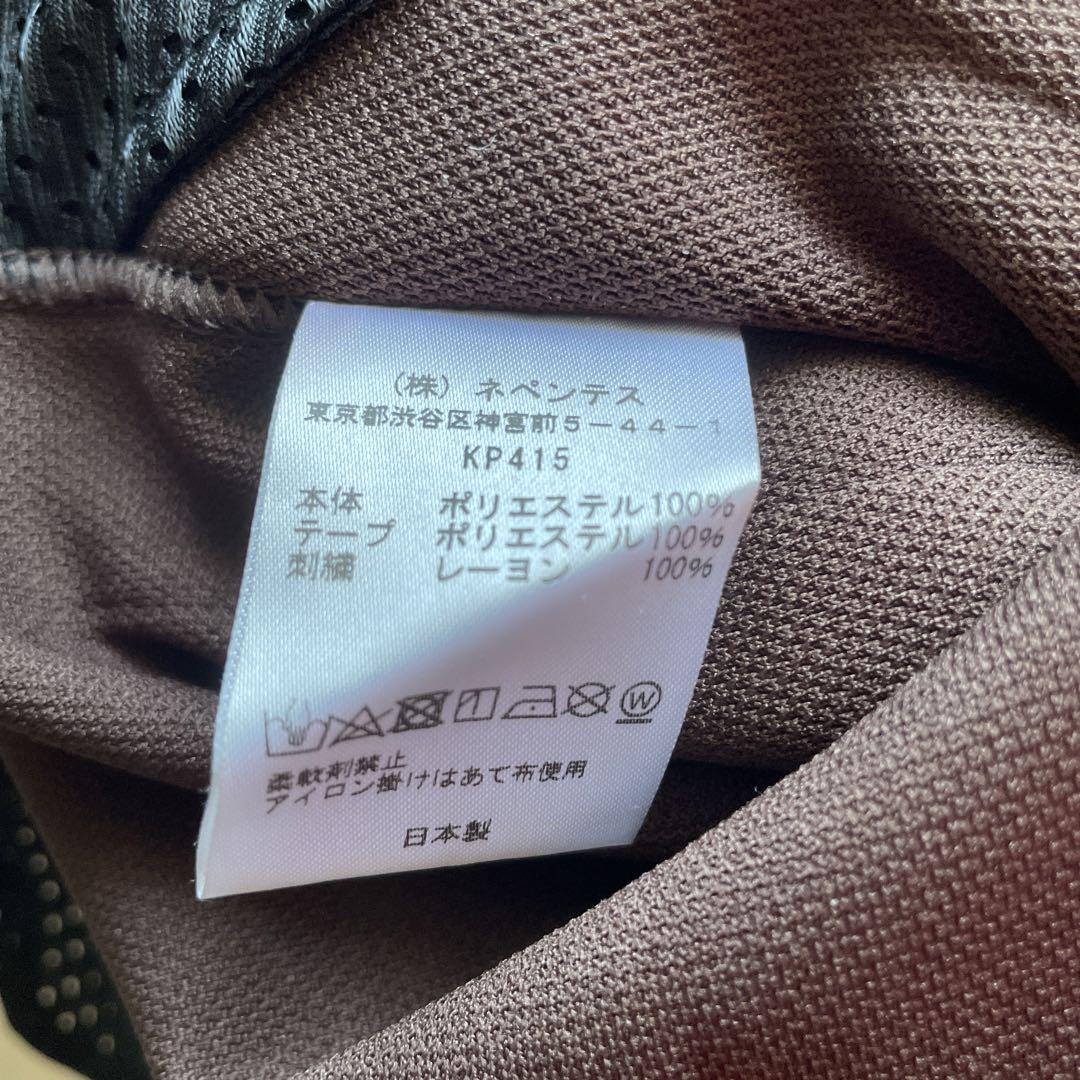 (株) ネペンテス
東京都渋谷区神宮前5-44-1
KP415
本体 ポリエステル100%
テープ ポリエステル100%
刺繍 レーヨン 100%
W
柔軟剤禁止
アイロン掛けはあて布使用
日本製